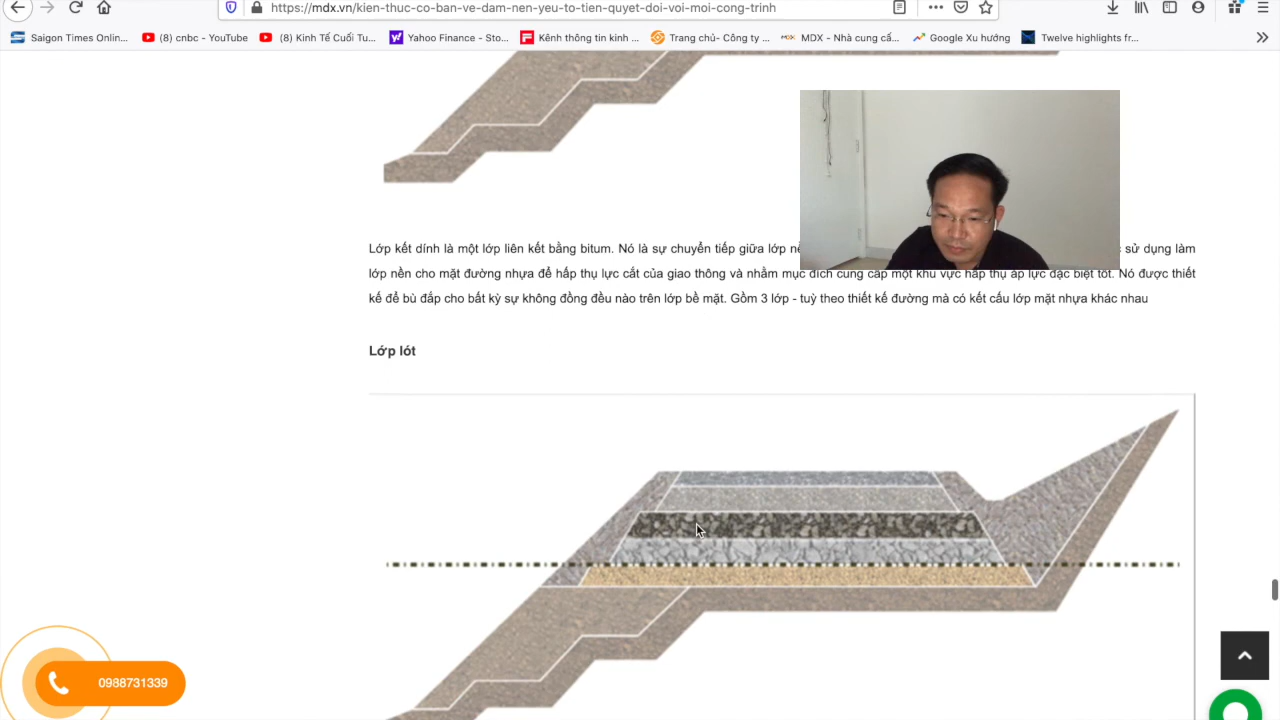 https://mdx.vn/kien-thuc-co-ban-ve-dam-nen-yeu-to-tien-quyet-doi-voi-moi-cong-trinh
Saigon Times Onlin... (8) cnbc - YouTube (8) Kinh Tế Cuối Tu... Yahoo Finance - Sto... Kênh thông tin kinh ... Trang chủ- Công ty ... MDX - Nhà cung cấ... Google Xu hướng Twelve highlights fr...
Lớp kết dính là một lớp liên kết bằng bitum. Nó là sự chuyển tiếp giữa lớp sử dụng làm
lớp nền cho mặt đường nhựa để hấp thụ lực cắt của giao thông và nhằm mục đích cung cấp một khu vực hấp thụ áp lực đặc biệt tốt. Nó được thiết
kế để bù đắp cho bất kỳ sự không đồng đều nào trên lớp bề mặt. Gồm 3 lớp - tuỳ theo thiết kế đường mà có kết cấu lớp mặt nhựa khác nhau
Lớp lót
0988731339